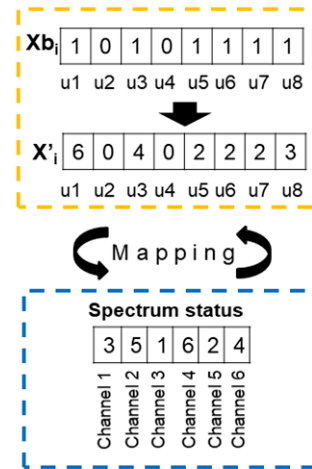 Xbi 1 0 1 0 1 1 1 1
u1 u2 u3 u4 u5 u6 u7 u8
X'i 6 0 4 0 2 2 2 3
u1 u2 u3 u4 u5 u6 u7 u8
Mapping
Spectrum status
3 5 1 6 2 4
Channel 1 Channel 2 Channel 3 Channel 4 Channel 5 Channel 6